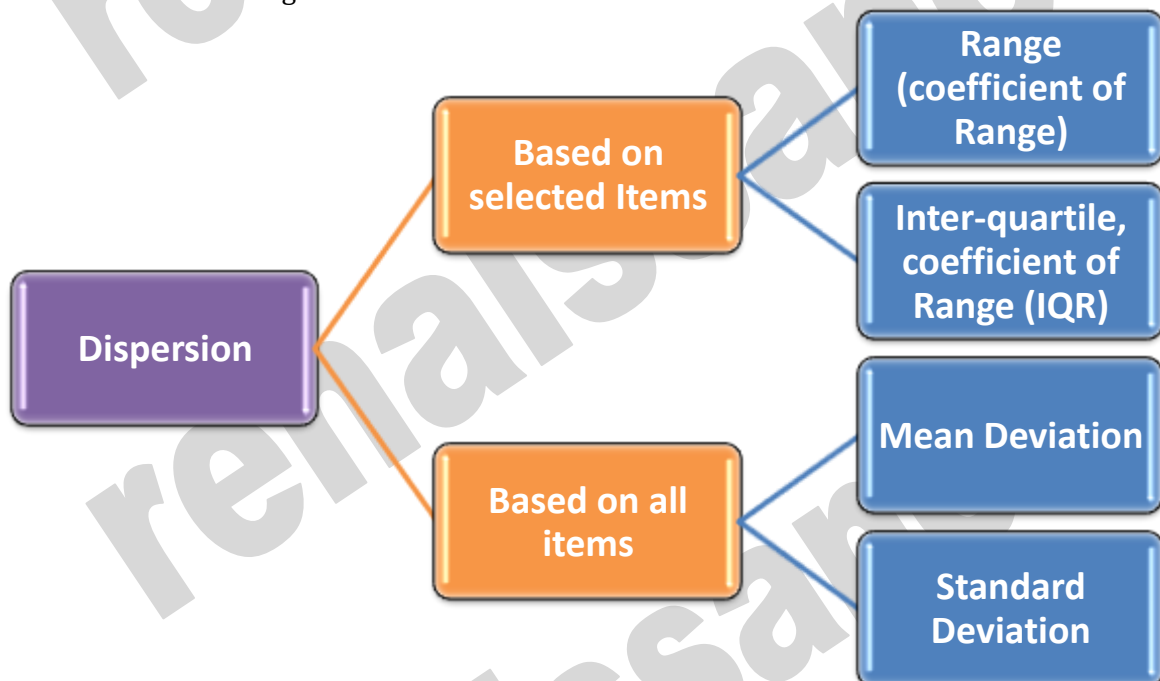 Dispersion
Based on
selected Items
Based on all
items
Range
(coefficient of
Range)
Inter-quartile,
coefficient of
Range (IQR)
Mean Deviation
Standard
Deviation